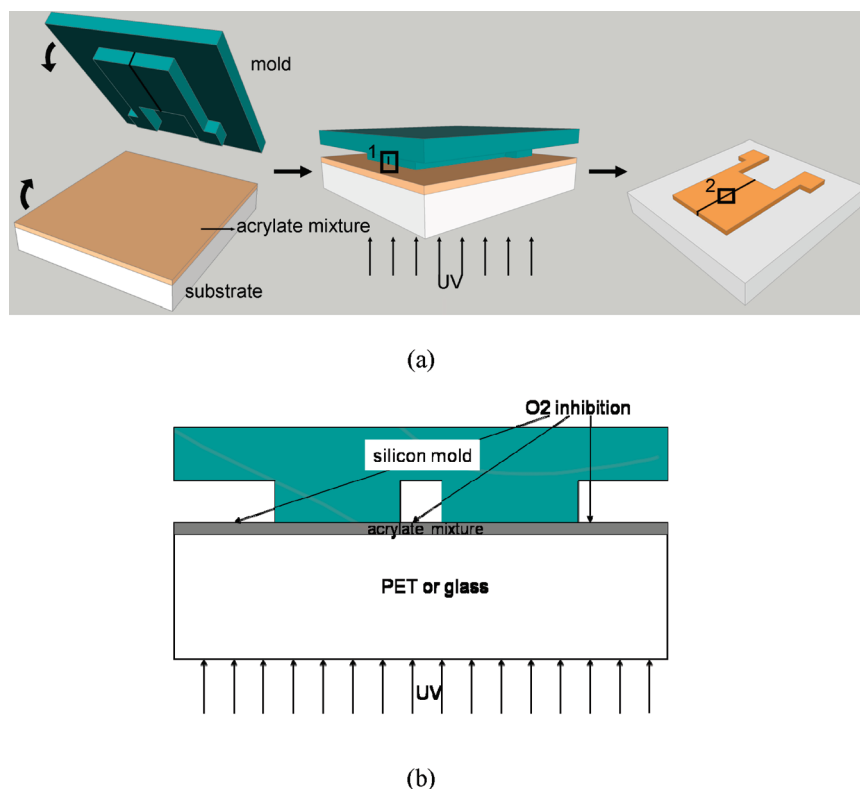 mold
1
2
acrylate mixture
UV
substrate
(a)
O2 inhibition
silicon mold
acrylate mixture
PET or glass
UV
(b)